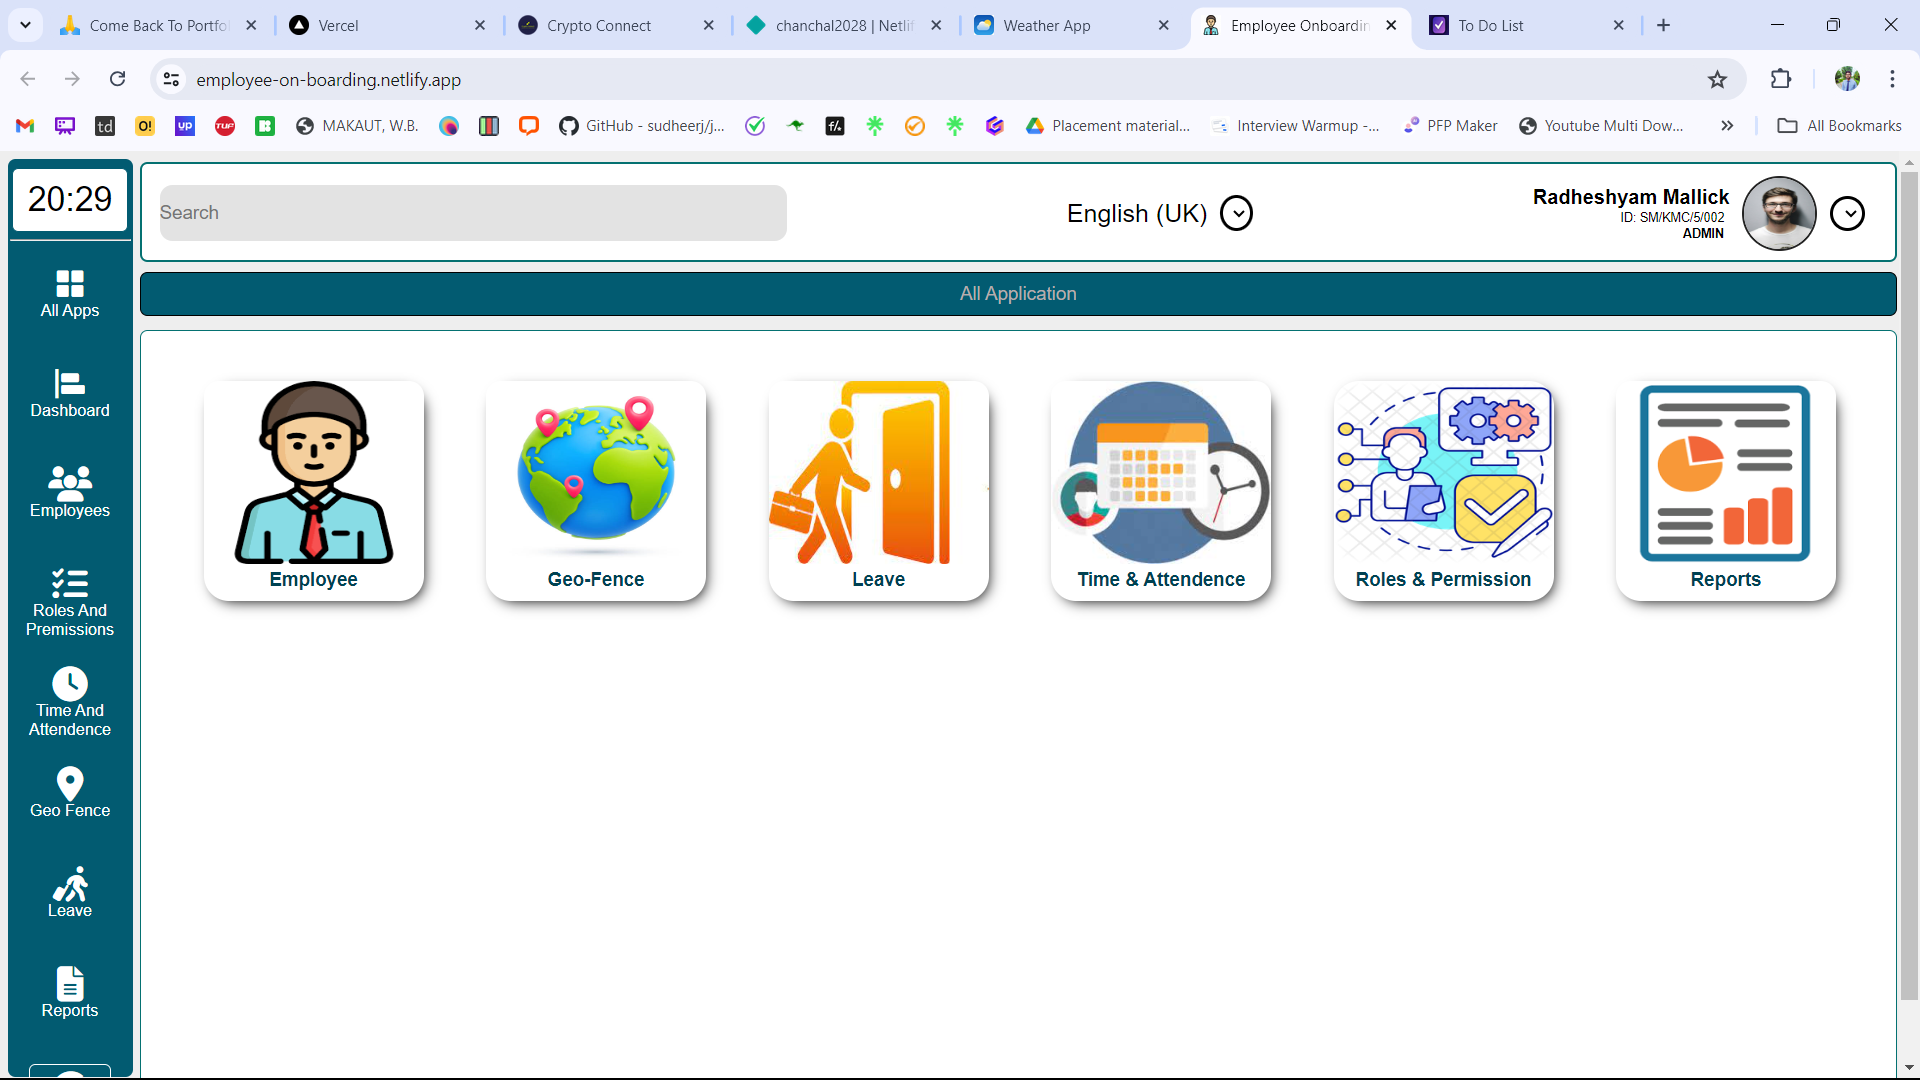 Come Back To Portfo
Vercel
Crypto Connect
chanchal2028 | Netlif
Weather App
Employee Onboardin
To Do List
employee-on-boarding.netlify.app
td
O!
up
TUF
MAKAUT, W.B.
GitHub - sudheerj/j...
f/s
Placement material...
Interview Warmup -...
PFP Maker
Youtube Multi Dow...
All Bookmarks
20:29
Search
English (UK)
Radheshyam Mallick
ID: SM/KMC/5/002
ADMIN
All Application
All Apps
Dashboard
Employees
Roles And
Premissions
Time And
Attendence
Geo Fence
Leave
Reports
Employee
Geo-Fence
Leave
Time & Attendence
Roles & Permission
Reports